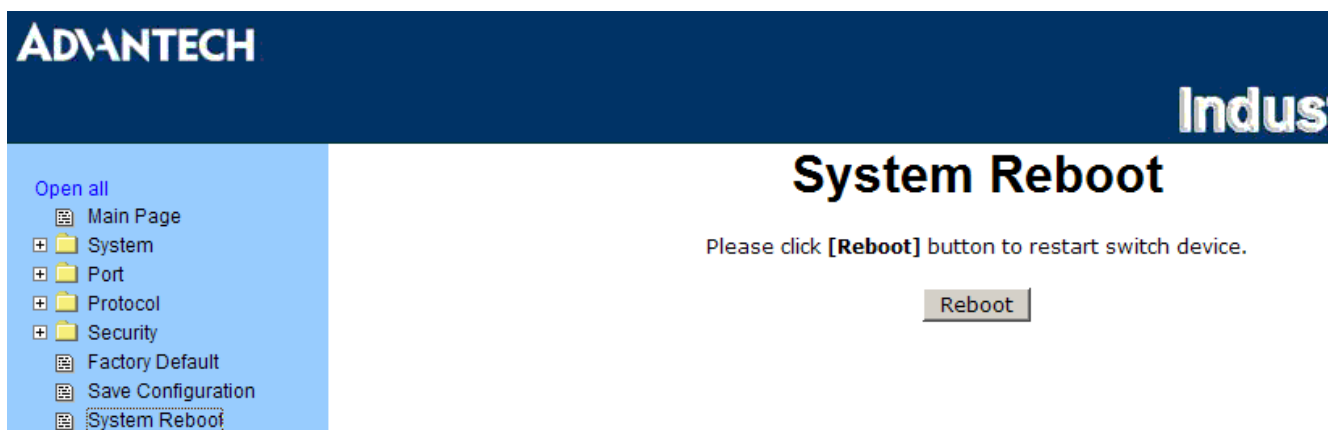 ADVANTECH
Indus
Open all
Main Page
System
Port
Protocol
Security
Factory Default
Save Configuration
System Reboot
System Reboot
Please click [Reboot] button to restart switch device.
Reboot